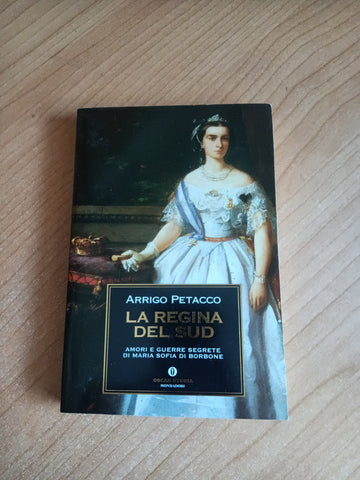 ARRIGO PETACCO
LA REGINA
DEL SUD
AMORI E GUERRE SEGRETE
DI MARIA SOFIA DI BORBONE
OSCAR STORIA
MONDADORI